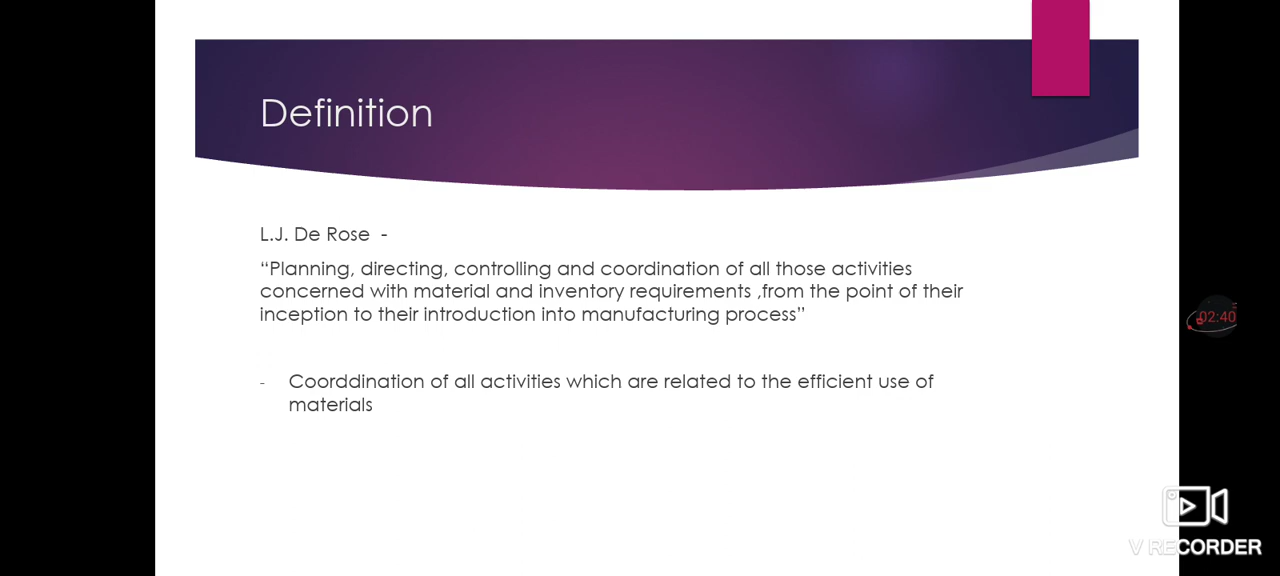 Definition
L.J. De Rose -
“Planning, directing, controlling and coordination of all those activities
concerned with material and inventory requirements ,from the point of their
inception to their introduction into manufacturing process”
- Coorddination of all activities which are related to the efficient use of
materials
02:40
V RECORDER